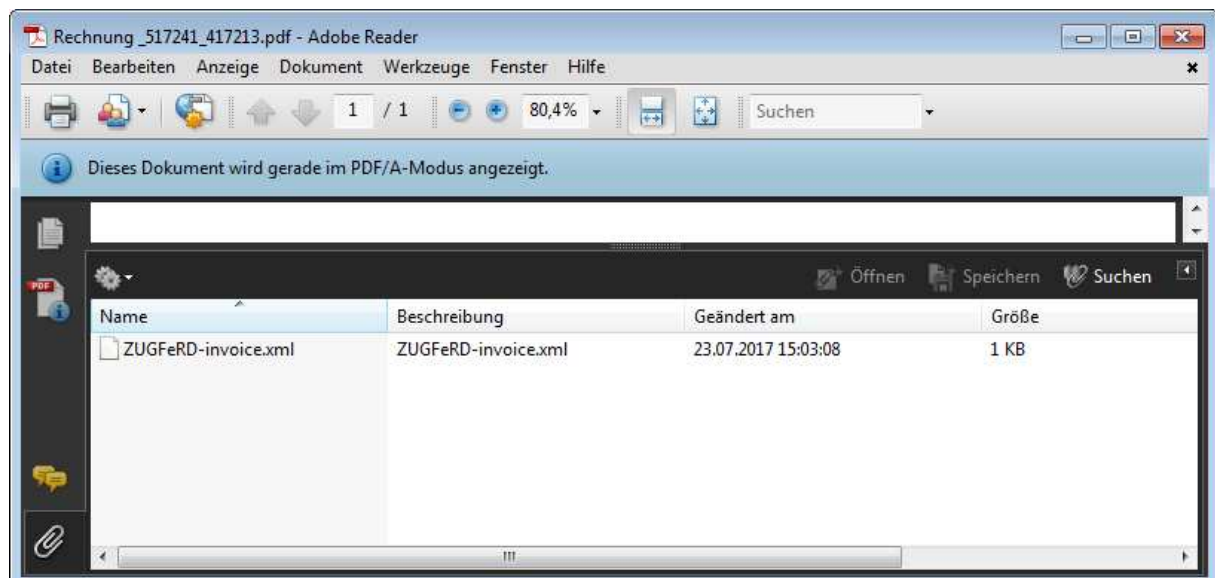 Rechnung _517241_417213.pdf - Adobe Reader
Datei Bearbeiten Anzeige Dokument Werkzeuge Fenster Hilfe
1 / 1 80,4% Suchen
Dieses Dokument wird gerade im PDF/A-Modus angezeigt.
Öffnen Speichern Suchen
PDF
Name Beschreibung Geändert am Größe
ZUGFeRD-invoice.xml ZUGFeRD-invoice.xml 23.07.2017 15:03:08 1 KB